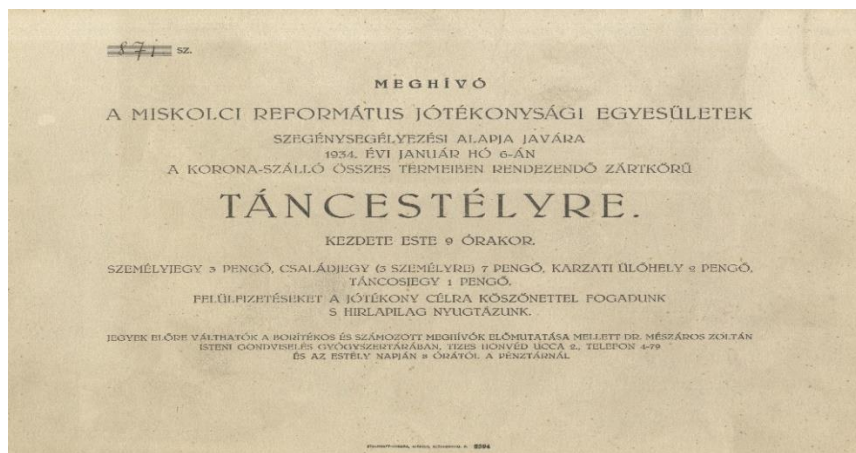 871 SZ.
MEGHÍVÓ
A MISKOLCI REFORMÁTUS JÓTÉKONYSÁGI EGYESÜLETEK
SZEGÉNYSEGÉLYEZÉSI ALAPJA JAVÁRA
1934. ÉVI JANUÁR HÓ 6-ÁN
A KORONA-SZÁLLÓ ÖSSZES TERMEIBEN RENDEZENDŐ ZÁRTKÖRŰ
TÁNCESTÉLYRE.
KEZDETE ESTE 9 ÓRAKOR.
SZEMÉLYJEGY 3 PENGŐ, CSALÁDJEGY (3 SZEMÉLYRE) 7 PENGŐ, KARZATI ÜLŐHELY 2 PENGŐ,
TÁNCOSJEGY 1 PENGŐ.
FELÜLFIZETÉSEKET A JÓTÉKONY CÉLRA KÖSZÖNETTEL FOGADUNK
S HIRLAPILAG NYUGTÁZUNK.
JEGYEK ELŐRE VÁLTHATÓK A BORÍTÉKOS ÉS SZÁMOZOTT MEGHÍVÓK ELŐMUTATÁSA MELLETT DR. MÉSZÁROS ZOLTÁN
ISTENI GONDVISELÉS GYÓGYSZERTÁRÁBAN, TIZES HONVÉD UCCA 2., TELEFON 4-79
ÉS AZ ESTÉLY NAPJÁN 8 ÓRÁTÓL A PÉNZTÁRNÁL